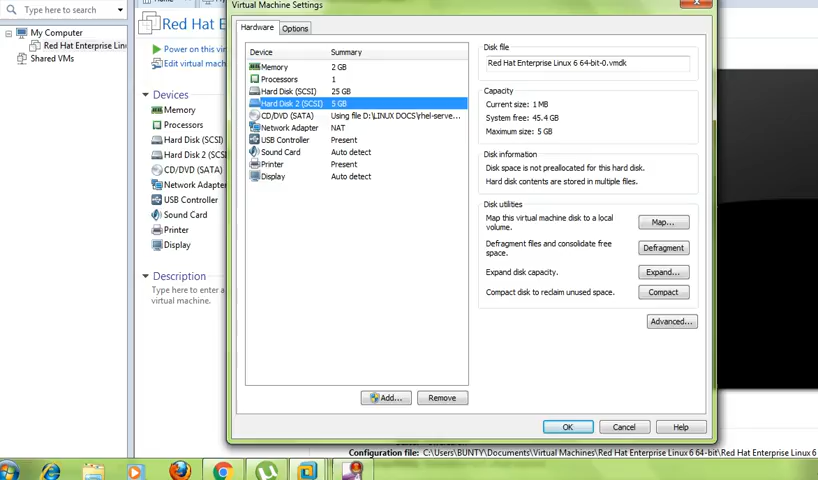 Virtual Machine Settings
Type here to search
My Computer
Red Hat Enterprise Linu
Shared VMs
Home
Red Hat E
Power on this vi
Edit virtual mach
Devices
Memory
Processors
Hard Disk (SCSI)
Hard Disk 2 (SCS
CD/DVD (SATA)
Network Adapte
USB Controller
Sound Card
Printer
Display
Description
Type here to enter a
virtual machine.
Hardware
Options
Device
Summary
Memory
2 GB
Processors
1
Hard Disk (SCSI)
25 GB
Hard Disk 2 (SCSI)
5 GB
CD/DVD (SATA)
Using file D:\LINUX DOCS\rhel-serve...
Network Adapter
NAT
USB Controller
Present
Sound Card
Auto detect
Printer
Present
Display
Auto detect
Add...
Remove
Disk file
Red Hat Enterprise Linux 6 64-bit-0.vmdk
Capacity
Current size: 1 MB
System free: 45.4 GB
Maximum size: 5 GB
Disk information
Disk space is not preallocated for this hard disk.
Hard disk contents are stored in multiple files.
Disk utilities
Map this virtual machine disk to a local
volume.
Map...
Defragment files and consolidate free
space.
Defragment
Expand disk capacity.
Expand...
Compact disk to reclaim unused space.
Compact
Advanced...
OK
Cancel
Help
Configuration file: C:\Users\BUNTY\Documents\Virtual Machines\Red Hat Enterprise Linux 6 64-bit\Red Hat Enterprise Linux 6